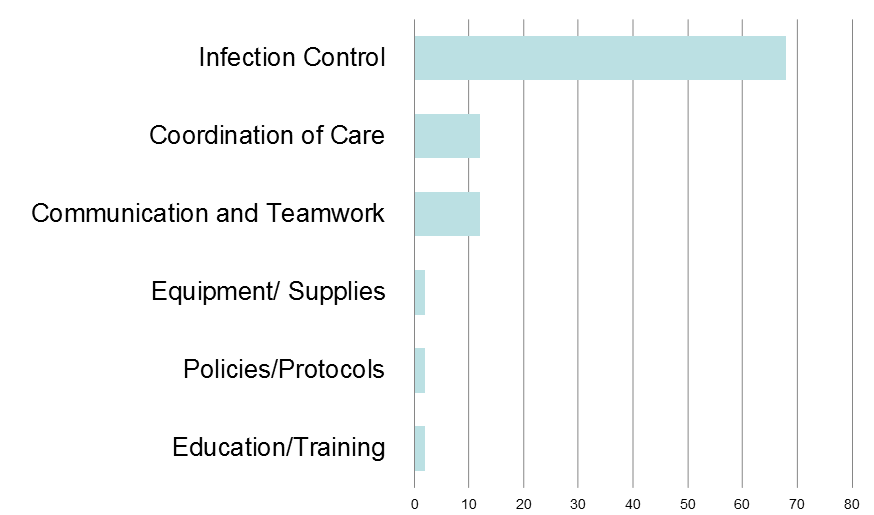 Infection Control
Coordination of Care
Communication and Teamwork
Equipment/ Supplies
Policies/Protocols
Education/Training
0 10 20 30 40 50 60 70 80